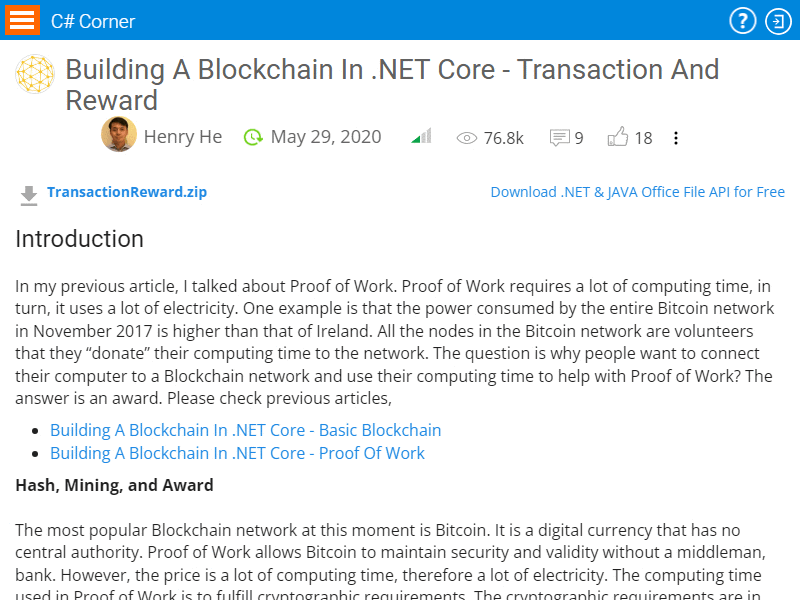 C# Corner
Building A Blockchain In .NET Core - Transaction And
Reward
Henry He May 29, 2020 76.8k 9 18
TransactionReward.zip Download .NET & JAVA Office File API for Free
Introduction
In my previous article, I talked about Proof of Work. Proof of Work requires a lot of computing time, in
turn, it uses a lot of electricity. One example is that the power consumed by the entire Bitcoin network
in November 2017 is higher than that of Ireland. All the nodes in the Bitcoin network are volunteers
that they “donate” their computing time to the network. The question is why people want to connect
their computer to a Blockchain network and use their computing time to help with Proof of Work? The
answer is an award. Please check previous articles,
Building A Blockchain In .NET Core - Basic Blockchain
Building A Blockchain In .NET Core - Proof Of Work
Hash, Mining, and Award
The most popular Blockchain network at this moment is Bitcoin. It is a digital currency that has no
central authority. Proof of Work allows Bitcoin to maintain security and validity without a middleman,
bank. However, the price is a lot of computing time, therefore a lot of electricity. The computing time
used in Proof of Work is to fulfill cryptographic requirements. The cryptographic requirements are in